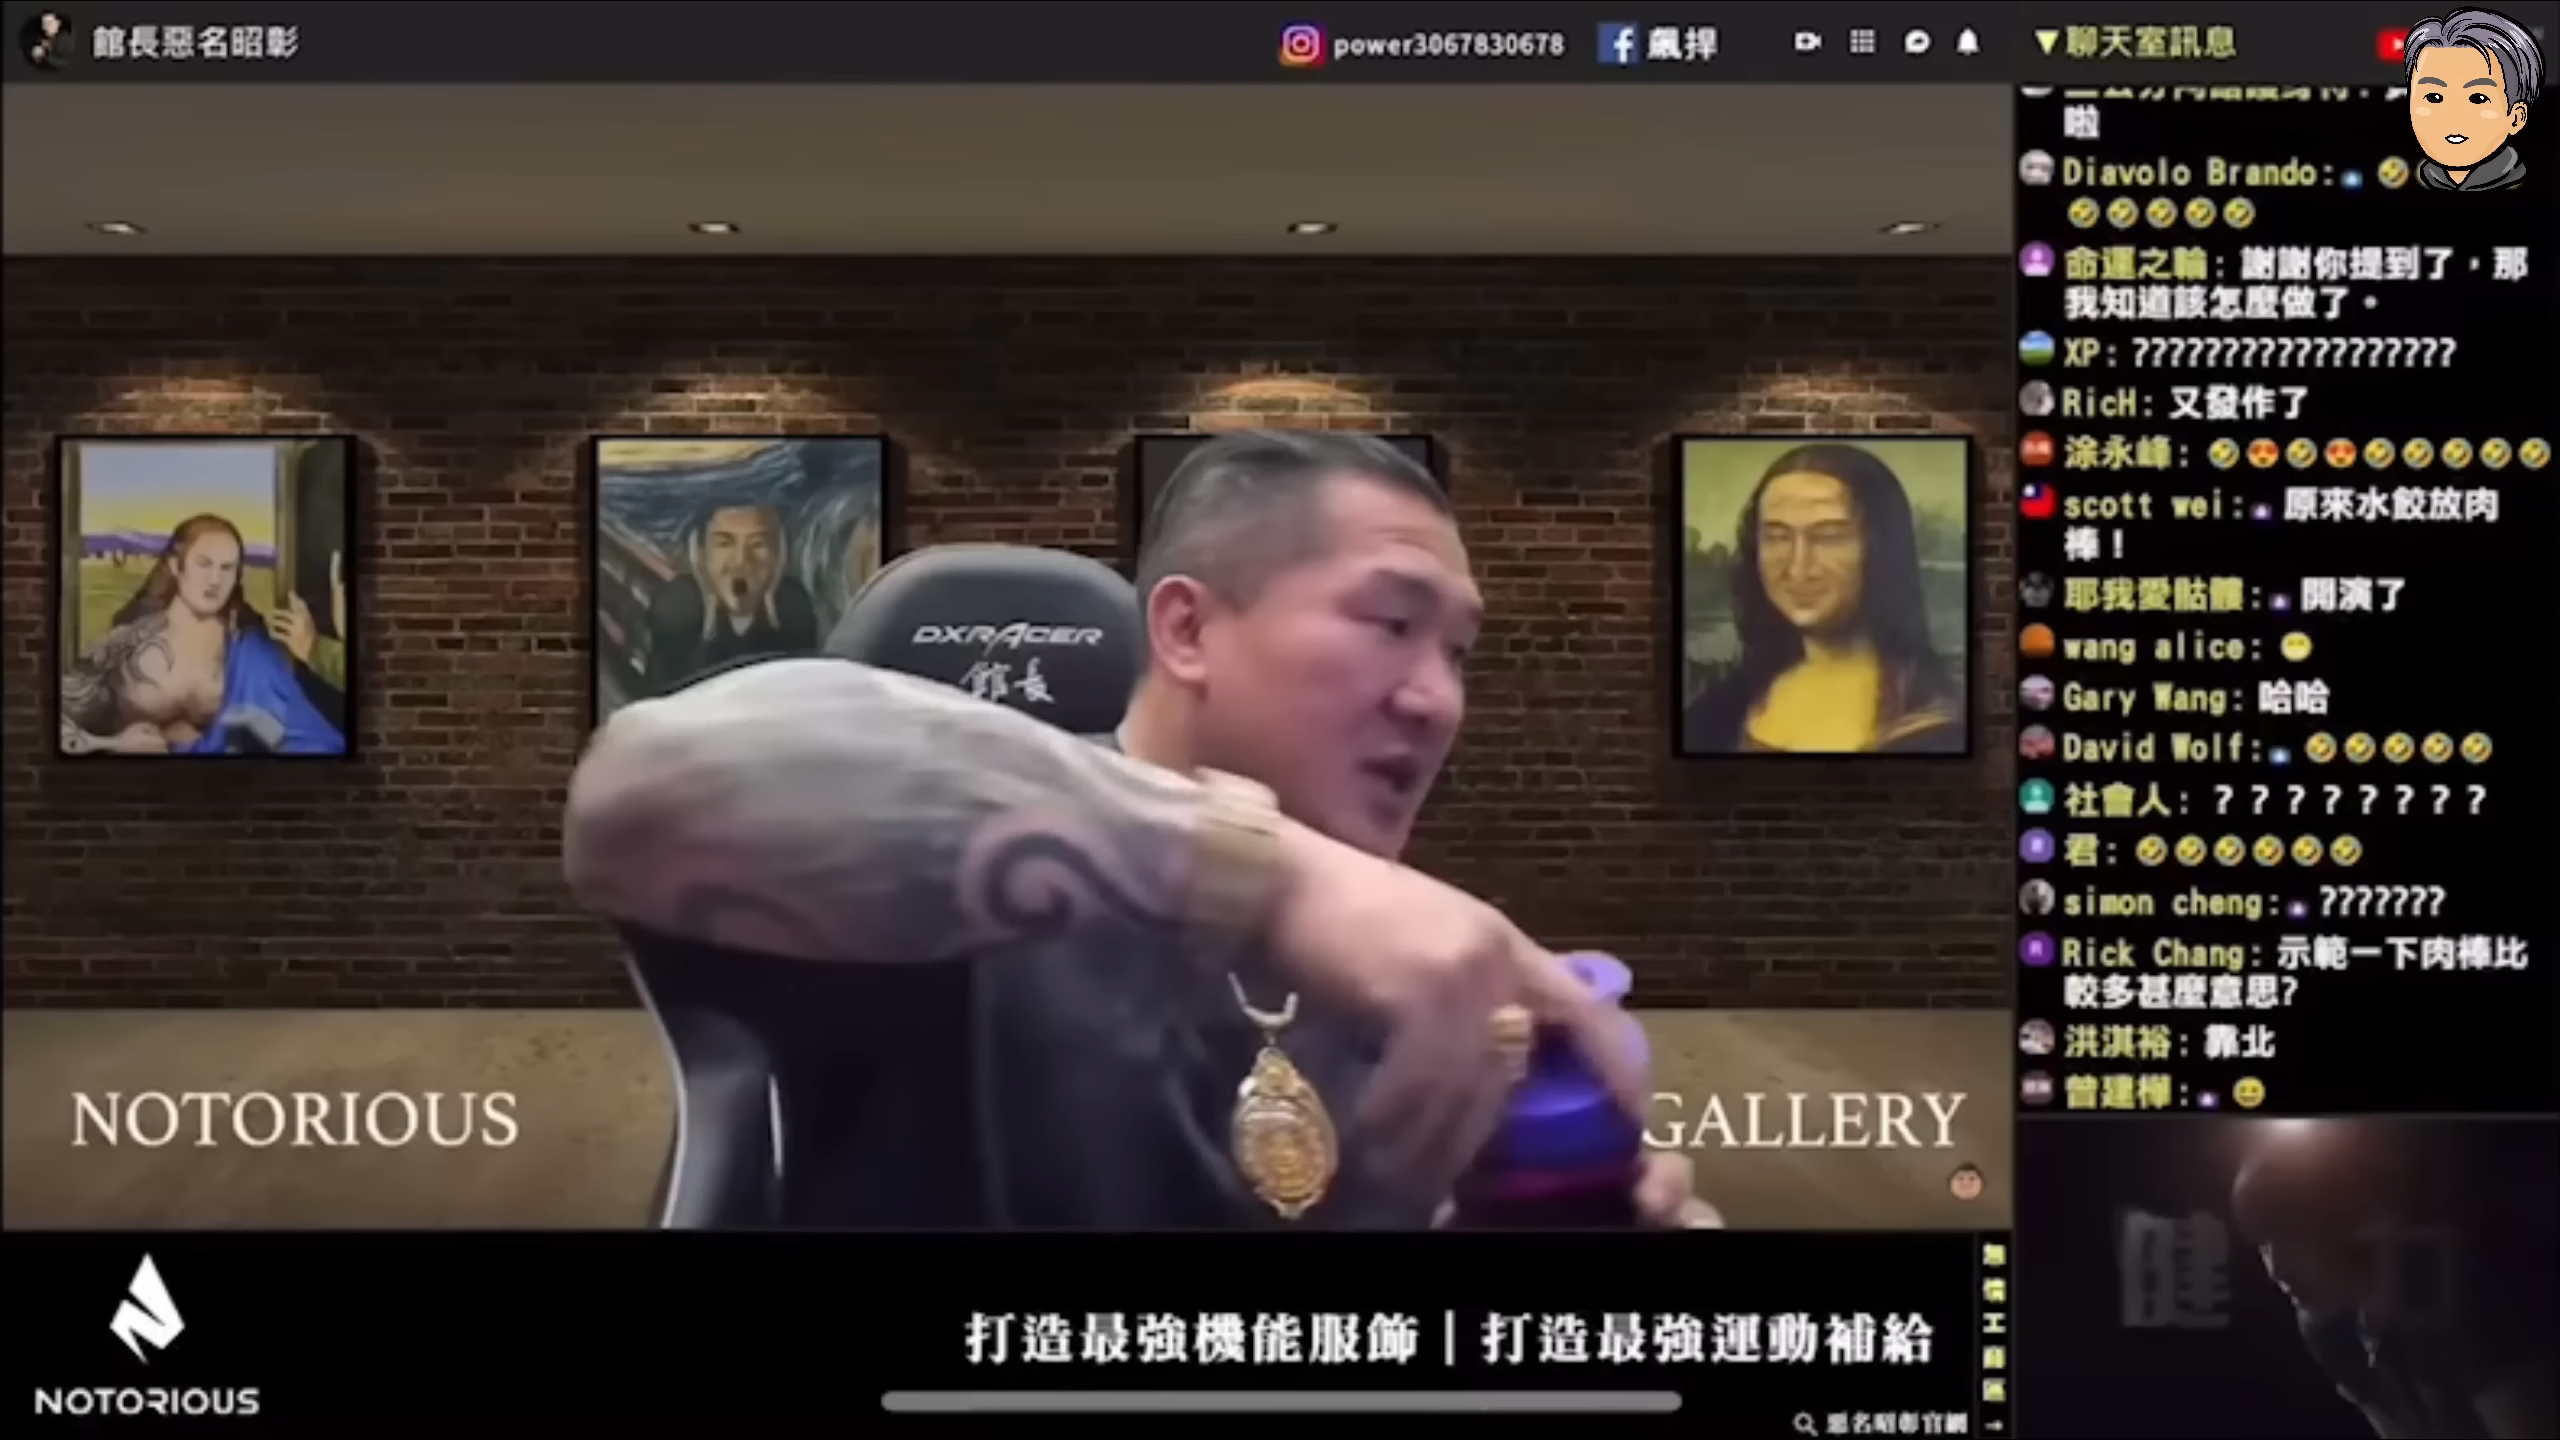 館長惡名昭彰
power3067830678
飆捍
▼聊天室訊息
啦
Diavolo Brando:
命運之輪: 謝謝你提到了，那
我知道該怎麼做了。
XP: ??????????????????
RicH: 又發作了
涂永峰:
scott wei: 原來水餃放肉
棒！
耶我愛骷髏: 開演了
wang alice:
Gary Wang: 哈哈
David Wolf:
社會人: ? ? ? ? ? ? ? ?
君:
simon cheng: ???????
Rick Chang: 示範一下肉棒比
較多甚麼意思?
洪淇裕: 靠北
曾建樺:
DXRACER
館長
NOTORIOUS
GALLERY
健力
NOTORIOUS
打造最強機能服飾｜打造最強運動補給
惡名昭彰官網